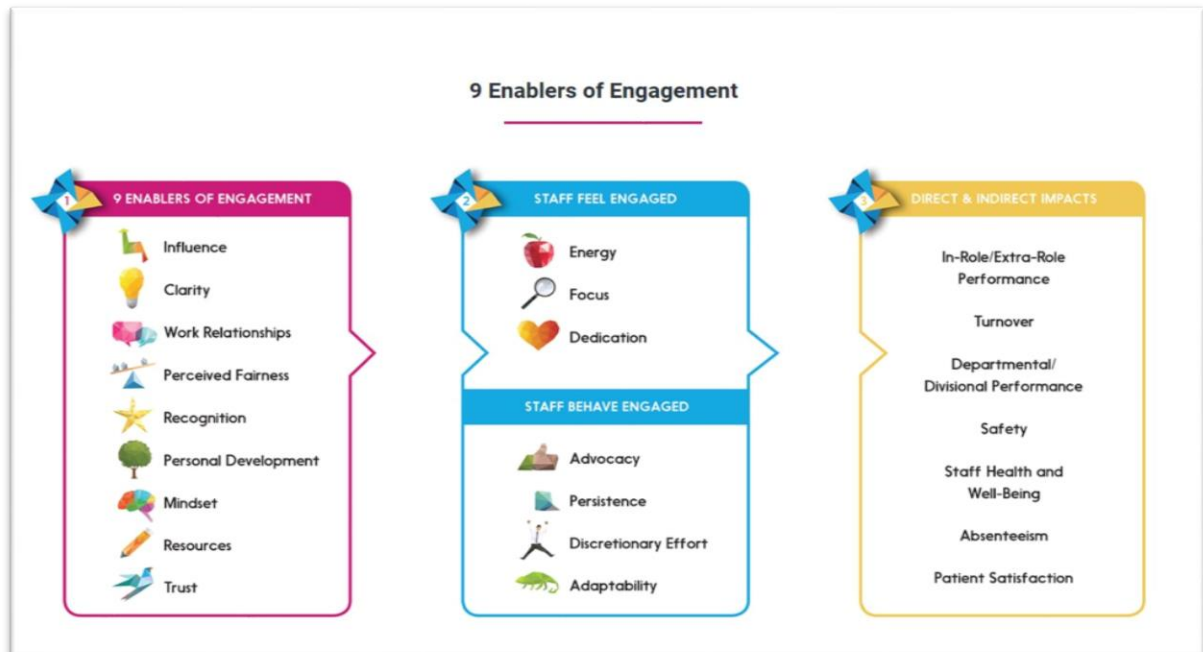 9 Enablers of Engagement
1
9 ENABLERS OF ENGAGEMENT
Influence
Clarity
Work Relationships
Perceived Fairness
Recognition
Personal Development
Mindset
Resources
Trust
2
STAFF FEEL ENGAGED
Energy
Focus
Dedication
STAFF BEHAVE ENGAGED
Advocacy
Persistence
Discretionary Effort
Adaptability
3
DIRECT & INDIRECT IMPACTS
In-Role/Extra-Role
Performance
Turnover
Departmental/
Divisional Performance
Safety
Staff Health and
Well-Being
Absenteeism
Patient Satisfaction